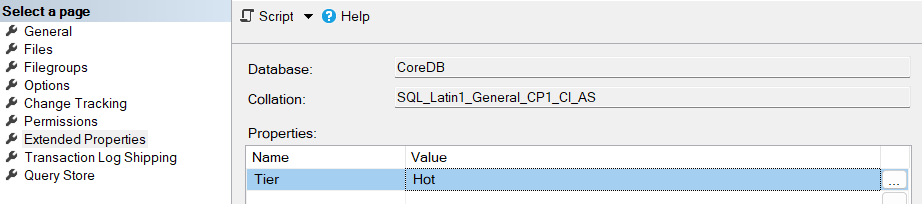 Select a page
General
Files
Filegroups
Options
Change Tracking
Permissions
Extended Properties
Transaction Log Shipping
Query Store
Script Help
Database: CoreDB
Collation: SQL_Latin1_General_CP1_CI_AS
Properties:
Name Value
Tier Hot ...